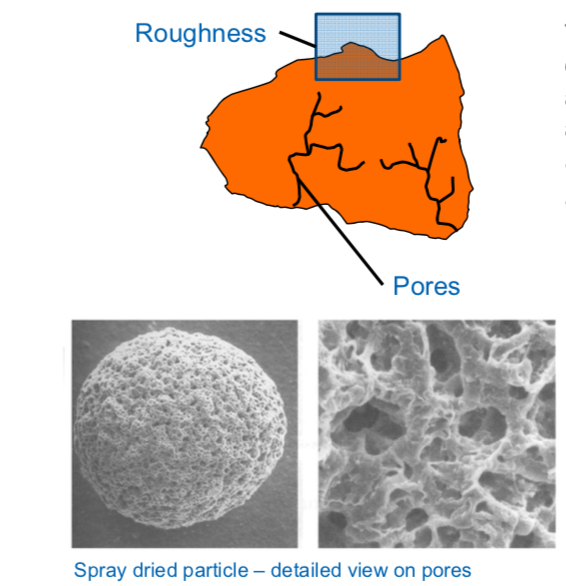 Roughness
Pores
Spray dried particle – detailed view on pores